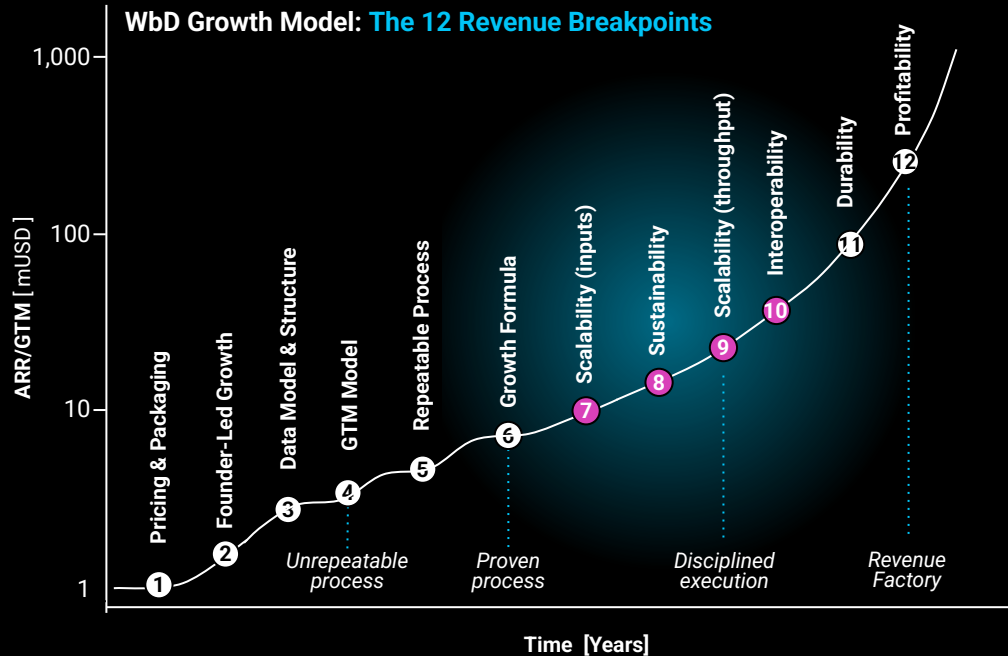 WbD Growth Model: The 12 Revenue Breakpoints
ARR/GTM [ mUSD ]
1,000
100
10
1
Pricing & Packaging
Founder-Led Growth
Data Model & Structure
GTM Model
Repeatable Process
Growth Formula
Scalability (inputs)
Sustainability
Scalability (throughput)
Interoperability
Durability
Profitability
1
2
3
4
5
6
7
8
9
10
11
12
Unrepeatable
process
Proven
process
Disciplined
execution
Revenue
Factory
Time [Years]